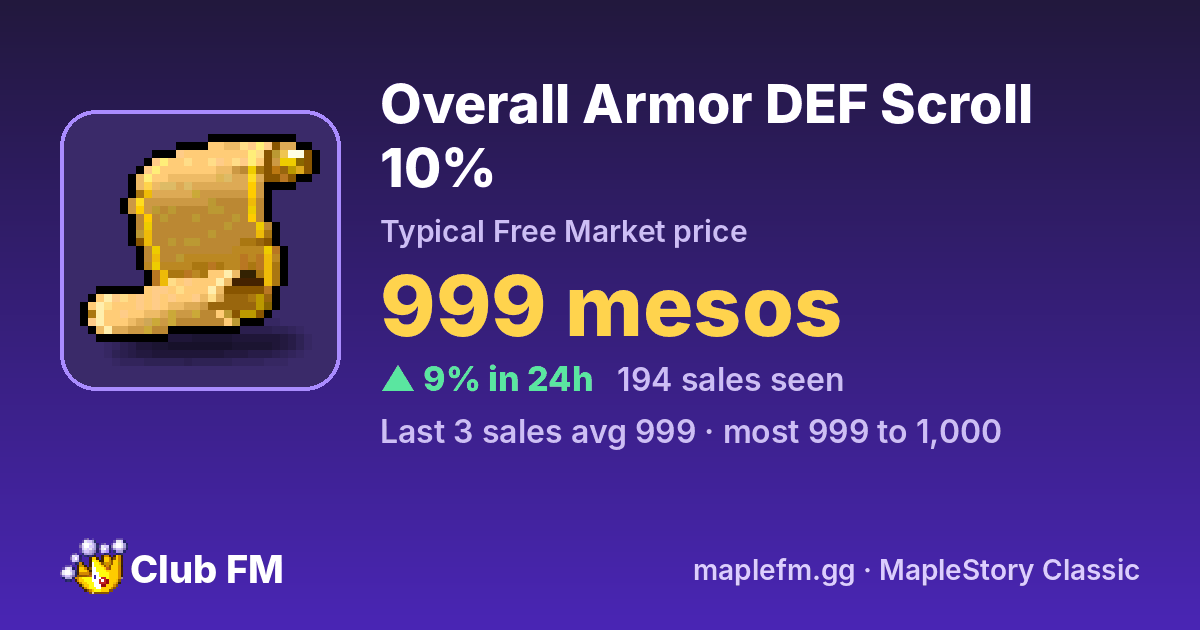 Overall Armor DEF Scroll
10%
Typical Free Market price
999 mesos
▲ 9% in 24h 194 sales seen
Last 3 sales avg 999 · most 999 to 1,000
Club FM
maplefm.gg · MapleStory Classic